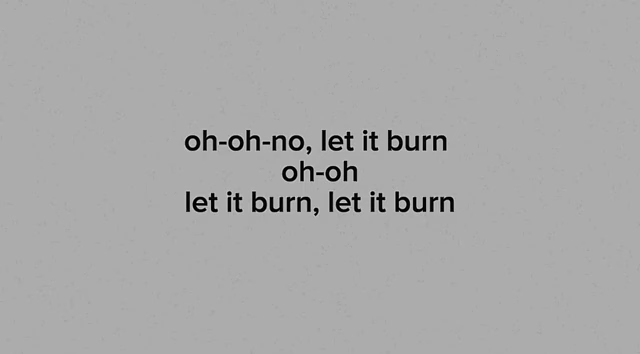 oh-oh-no, let it burn
oh-oh
let it burn, let it burn